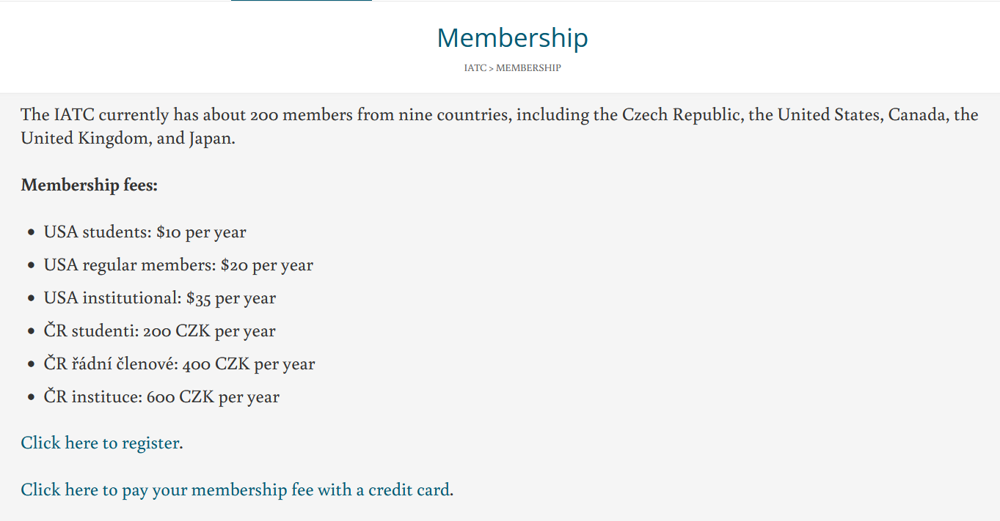 Membership
IATC > MEMBERSHIP
The IATC currently has about 200 members from nine countries, including the Czech Republic, the United States, Canada, the
United Kingdom, and Japan.
Membership fees:
• USA students: $10 per year
• USA regular members: $20 per year
• USA institutional: $35 per year
• ČR studenti: 200 CZK per year
• ČR řádní členové: 400 CZK per year
• ČR instituce: 600 CZK per year
Click here to register.
Click here to pay your membership fee with a credit card.